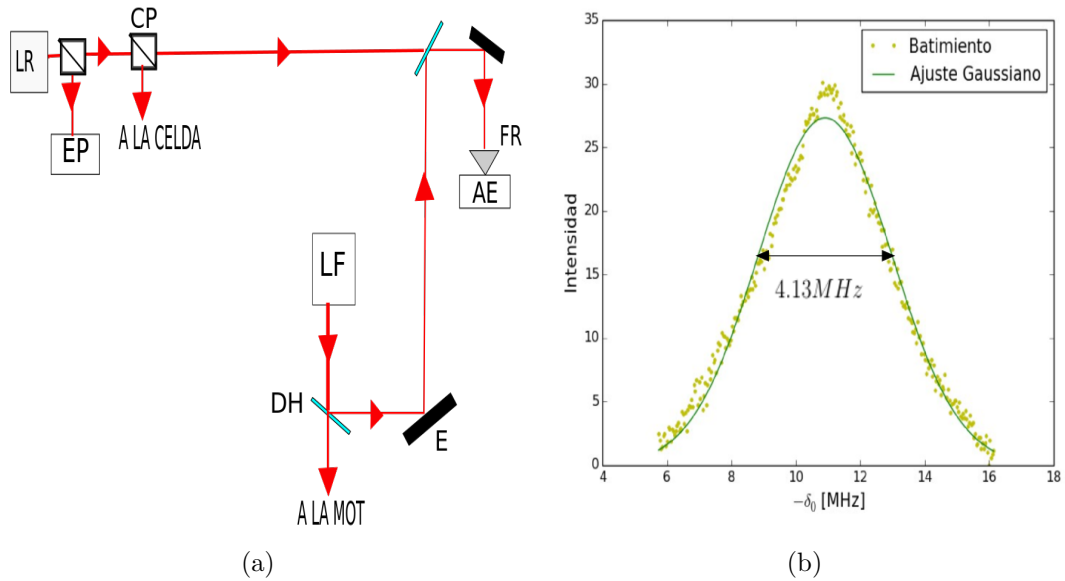 CP
LR
EP
A LA CELDA
FR
AE
LF
DH
E
A LA MOT
(a)
Intensidad
35
30
25
20
15
10
5
0
Batimiento
Ajuste Gaussiano
4.13MHz
4
6
8
10
12
14
16
18
−δ₀ [MHz]
(b)